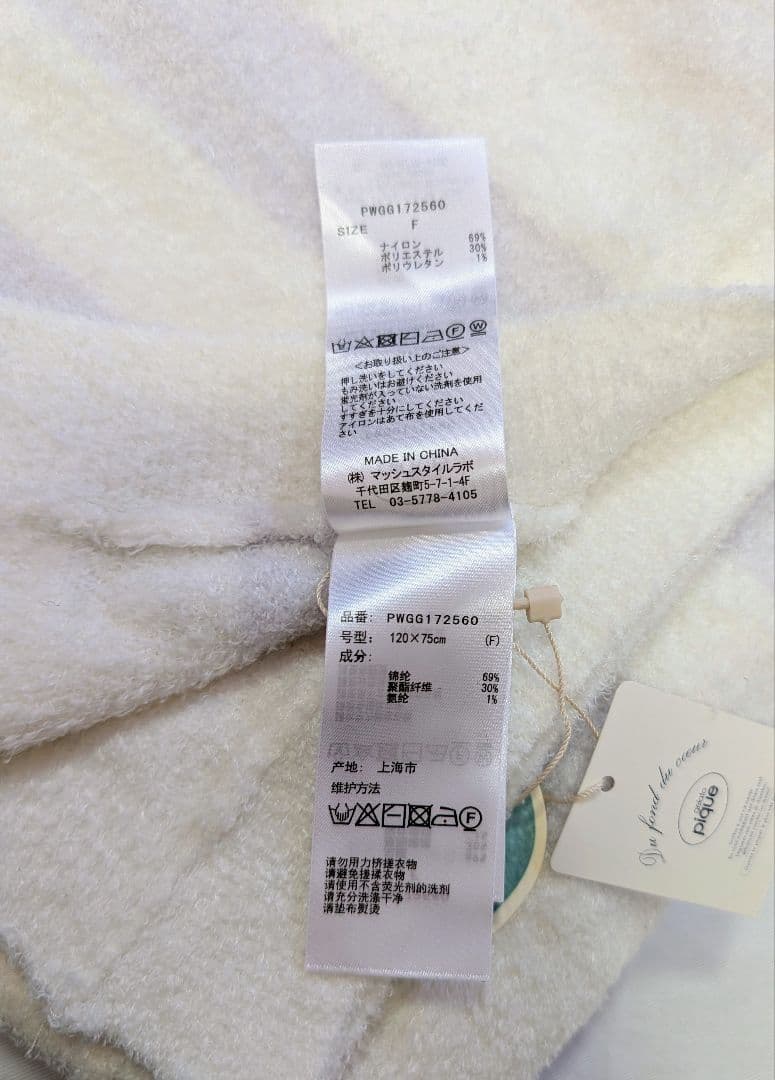 PWGG172560
SIZE F
ナイロン 69%
ポリエステル 30%
ポリウレタン 1%
F W
<お取り扱い上のご注意>
押し洗いをしてください
もみ洗いはお避けください
蛍光剤が入っていない洗剤を使用
してください
すすぎを十分にしてください
アイロンはあて布を使用してくだ
さい
MADE IN CHINA
(株) マッシュスタイルラボ
千代田区麹町5-7-1-4F
TEL 03-5778-4105
品番: PWGG172560
号型: 120×75cm (F)
成分:
锦纶 69%
聚酯纤维 30%
氨纶 1%
产地: 上海市
维护方法
F
请勿用力挤搓衣物
请避免搓揉衣物
请使用不含荧光剂的洗剂
请充分洗涤干净
请垫布熨烫
Du fond du cœur
gelato
pique